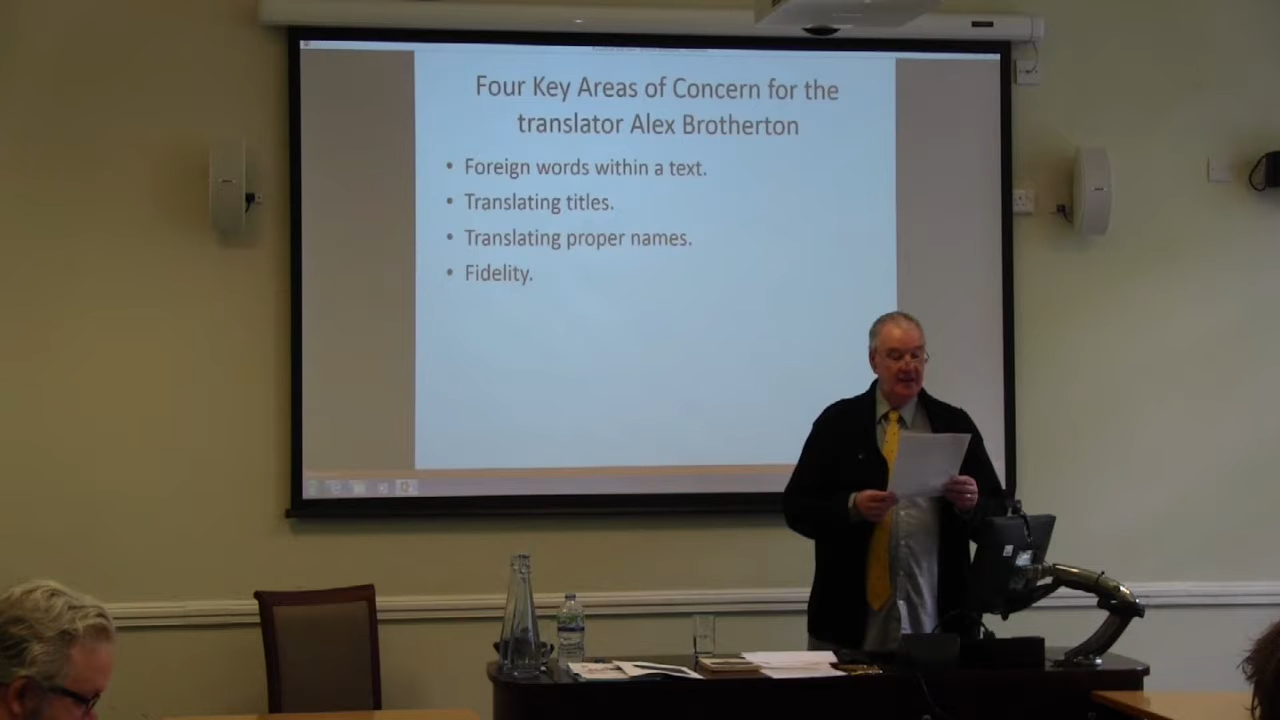 Four Key Areas of Concern for the
translator Alex Brotherton
• Foreign words within a text.
• Translating titles.
• Translating proper names.
• Fidelity.